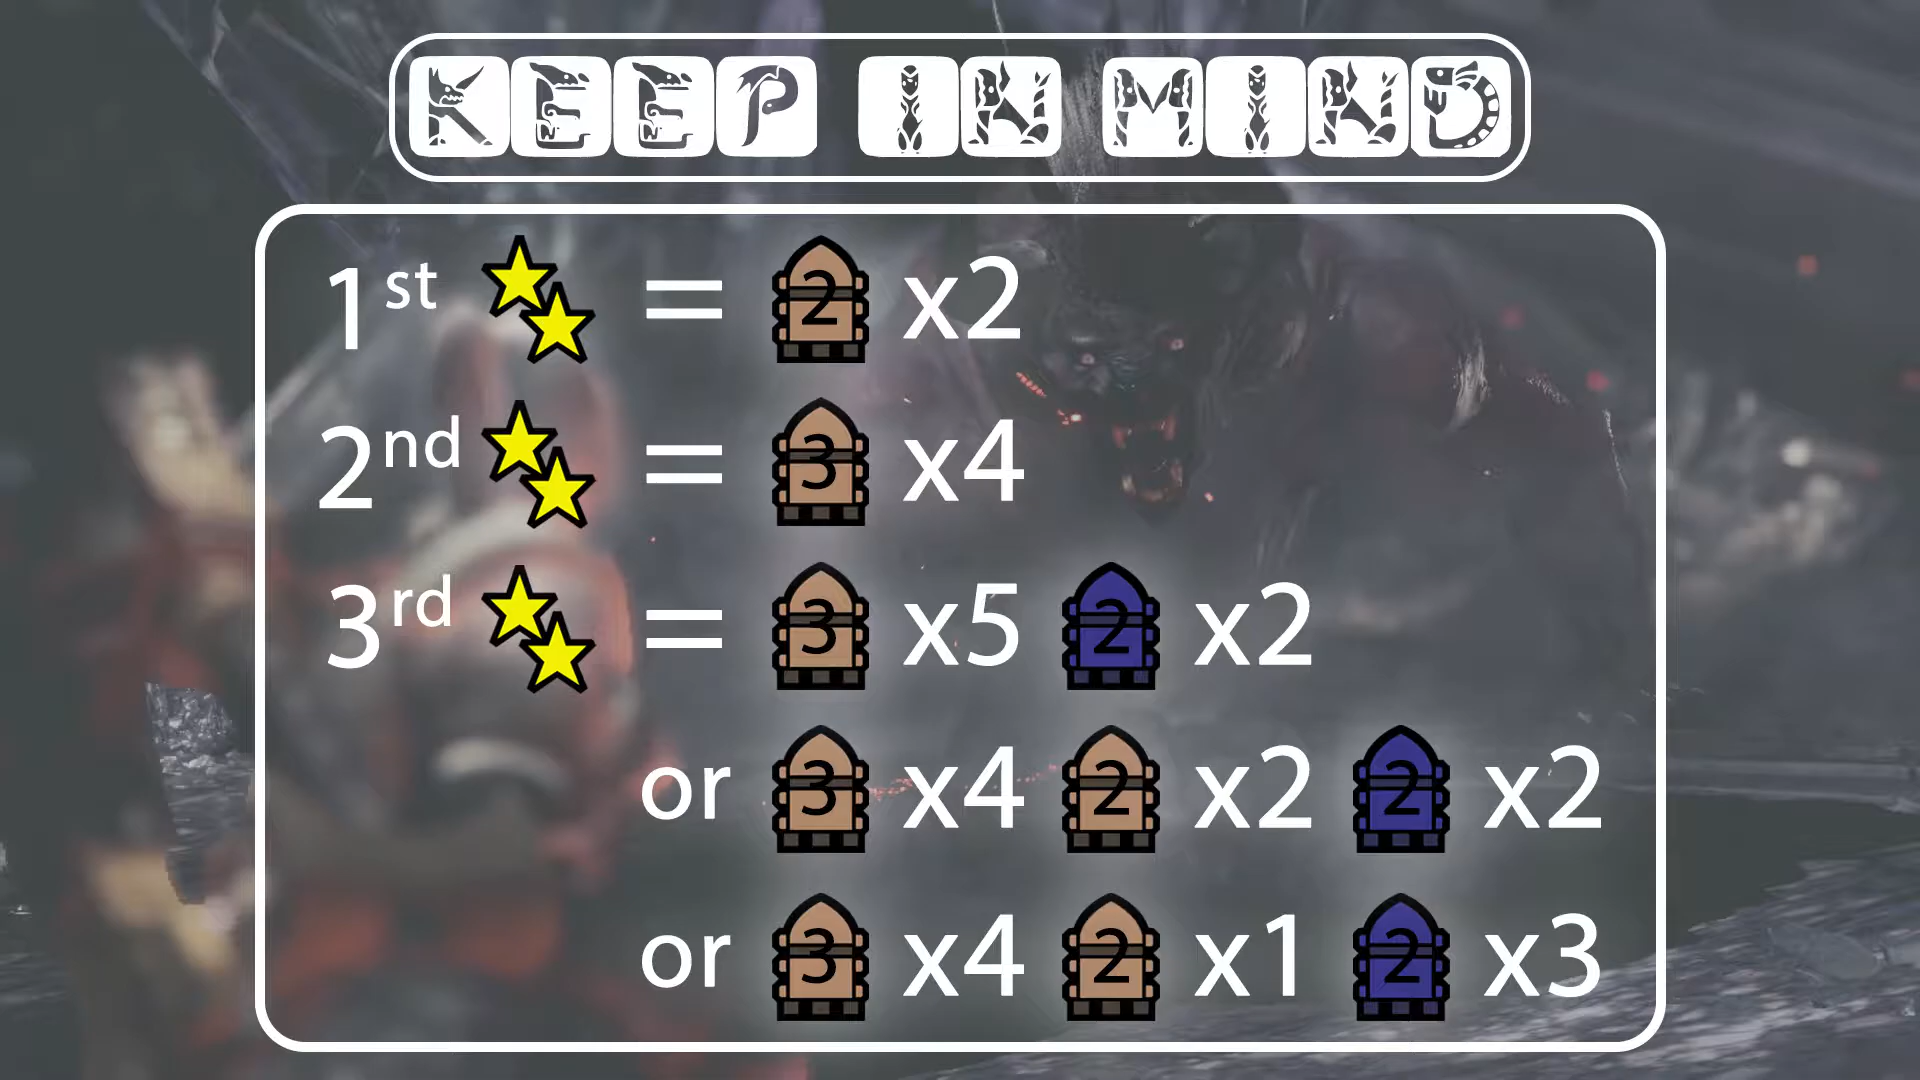 KEEP IN MIND
1st = 2 x2
2nd = 3 x4
3rd = 3 x5 2 x2
or 3 x4 2 x2 2 x2
or 3 x4 2 x1 2 x3